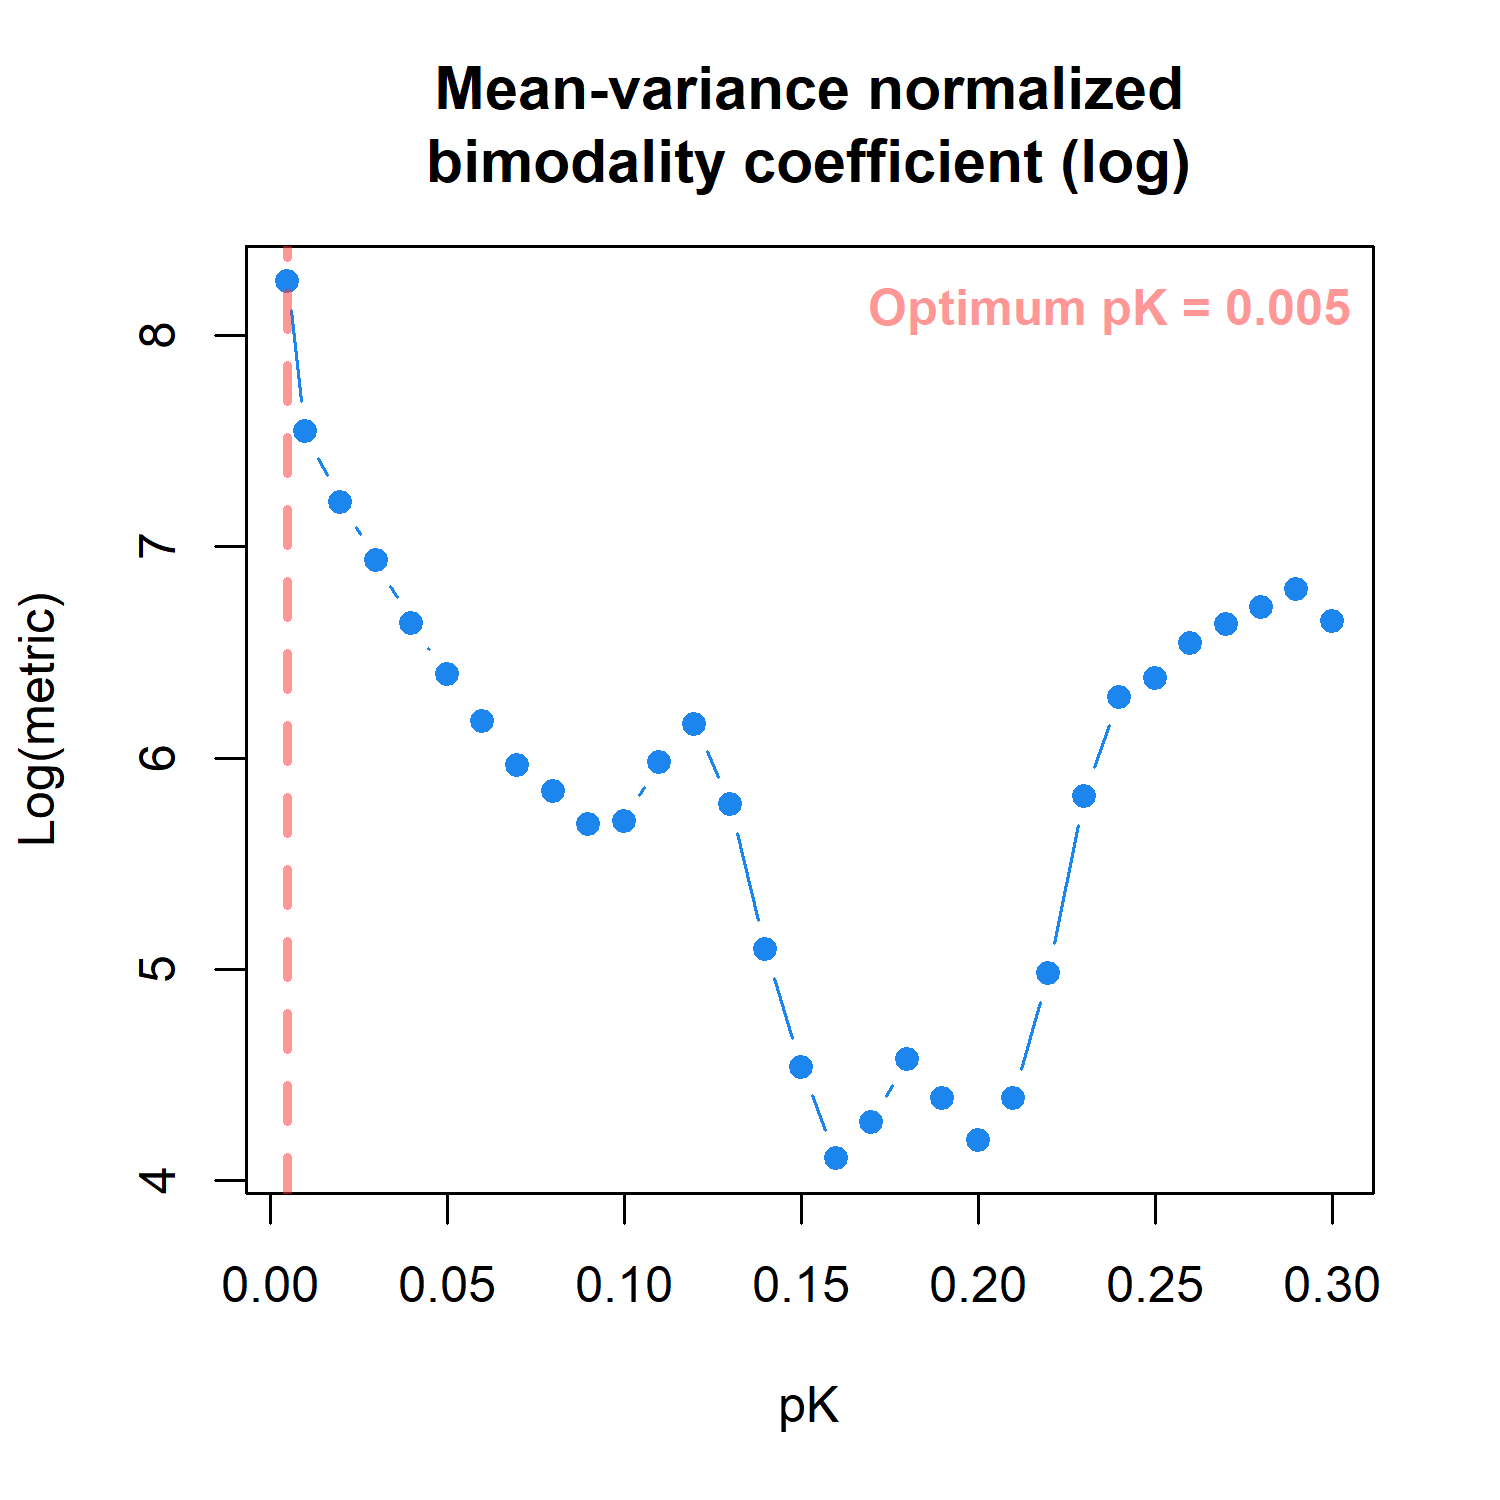 Mean-variance normalized
bimodality coefficient (log)
Optimum pK = 0.005
Log(metric)
8
7
6
5
4
0.00 0.05 0.10 0.15 0.20 0.25 0.30
pK